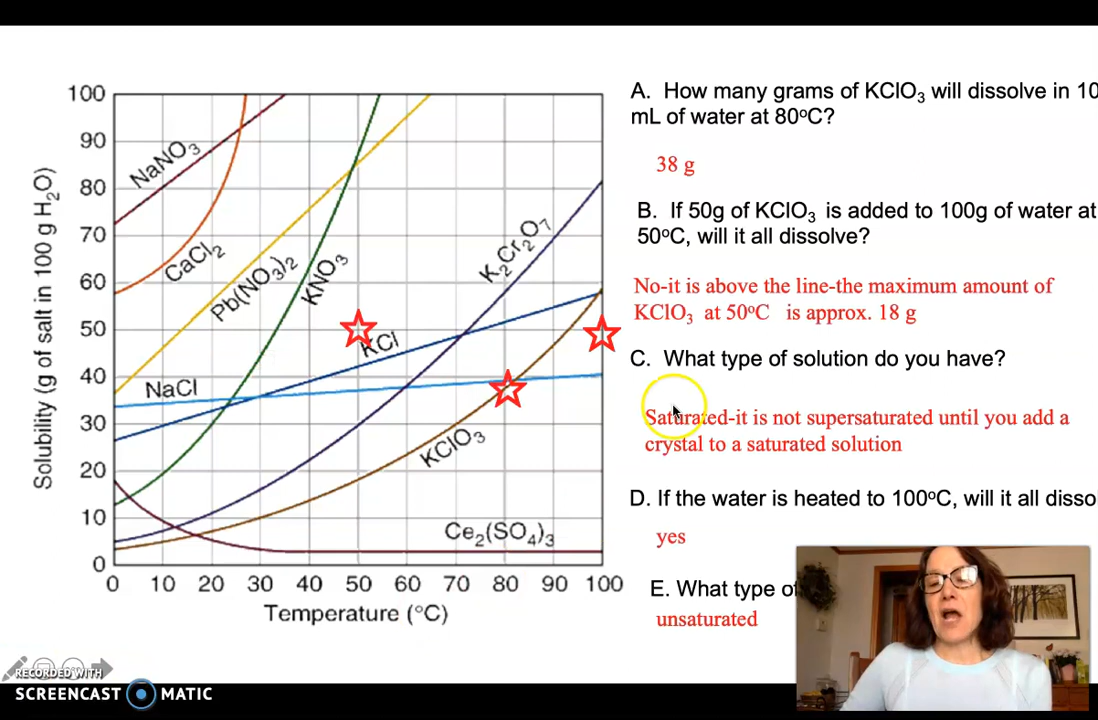 A. How many grams of KClO₃ will dissolve in 10
mL of water at 80°C?
38 g
B. If 50g of KClO₃ is added to 100g of water at
50°C, will it all dissolve?
No-it is above the line-the maximum amount of
KClO₃ at 50°C is approx. 18 g
C. What type of solution do you have?
Saturated-it is not supersaturated until you add a
crystal to a saturated solution
D. If the water is heated to 100°C, will it all disso
yes
E. What type o
unsaturated
Solubility (g of salt in 100 g H₂O)
100
90
80
70
60
50
40
30
20
10
0
NaNO₃
CaCl₂
Pb(NO₃)₂
KNO₃
K₂Cr₂O₇
KCl
NaCl
KClO₃
Ce₂(SO₄)₃
0 10 20 30 40 50 60 70 80 90 100
Temperature (°C)
RECORDED WITH
SCREENCAST MATIC